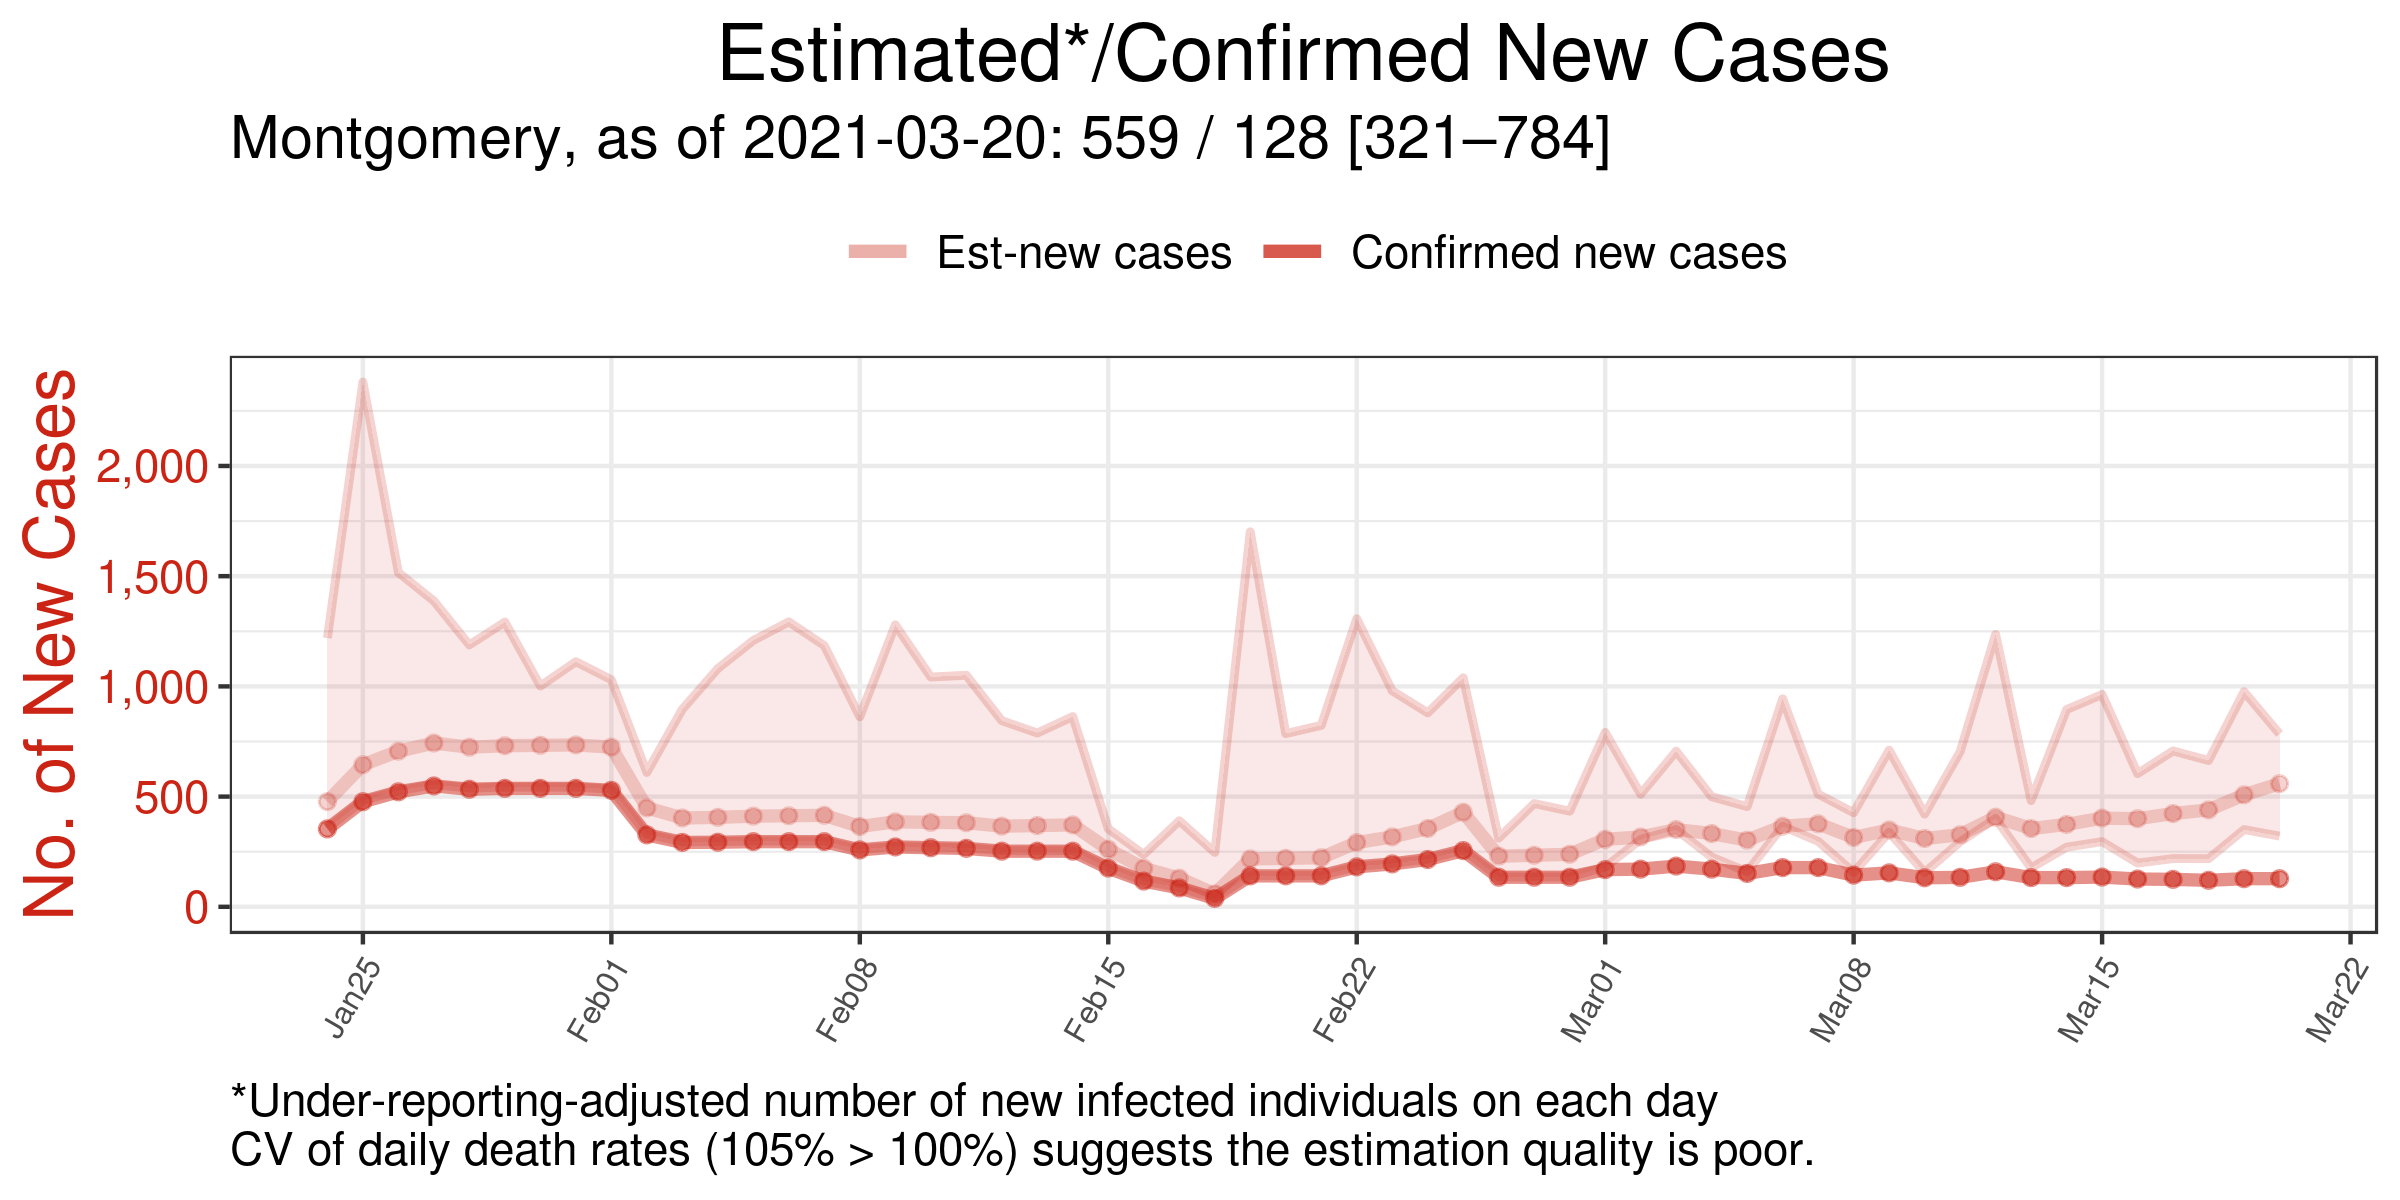 Estimated*/Confirmed New Cases
Montgomery, as of 2021-03-20: 559 / 128 [321–784]
Est-new cases
Confirmed new cases
No. of New Cases
2,000
1,500
1,000
500
0
Jan25
Feb01
Feb08
Feb15
Feb22
Mar01
Mar08
Mar15
Mar22
*Under-reporting-adjusted number of new infected individuals on each day
CV of daily death rates (105% > 100%) suggests the estimation quality is poor.